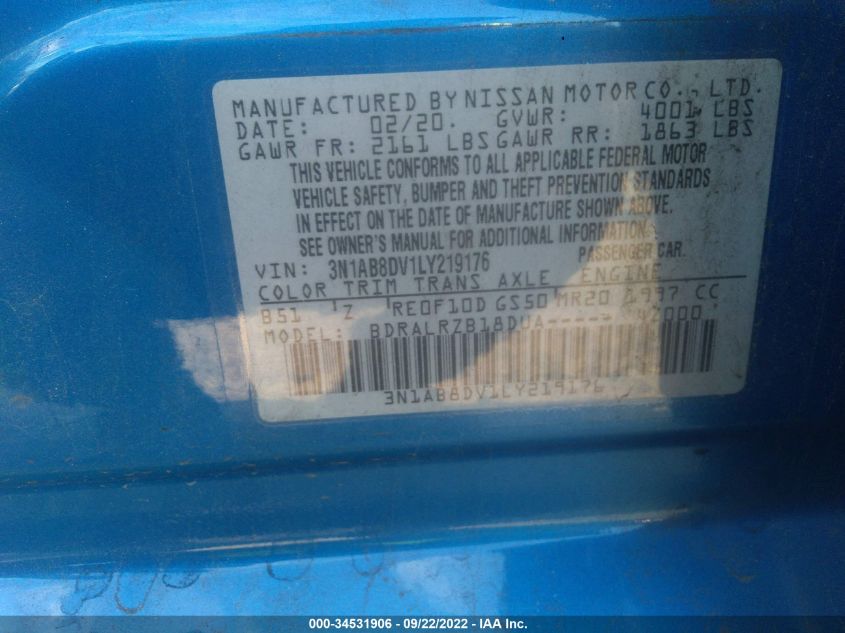 MANUFACTURED BY NISSAN MOTOR CO., LTD.
DATE: 02/20. GVWR: 4001 LBS
GAWR FR: 2161 LBS GAWR RR: 1863 LBS
THIS VEHICLE CONFORMS TO ALL APPLICABLE FEDERAL MOTOR
VEHICLE SAFETY, BUMPER AND THEFT PREVENTION STANDARDS
IN EFFECT ON THE DATE OF MANUFACTURE SHOWN ABOVE.
SEE OWNER'S MANUAL FOR ADDITIONAL INFORMATION.
VIN: 3N1AB8DV1LY219176 PASSENGER CAR.
COLOR TRIM TRANS AXLE ENGINE
B51 Z RE0F10D GS50 MR20 1997 CC
MODEL: BDRALRZB18DUA-----
3N1AB8DV1LY219176
000-34531906 - 09/22/2022 - IAA Inc.